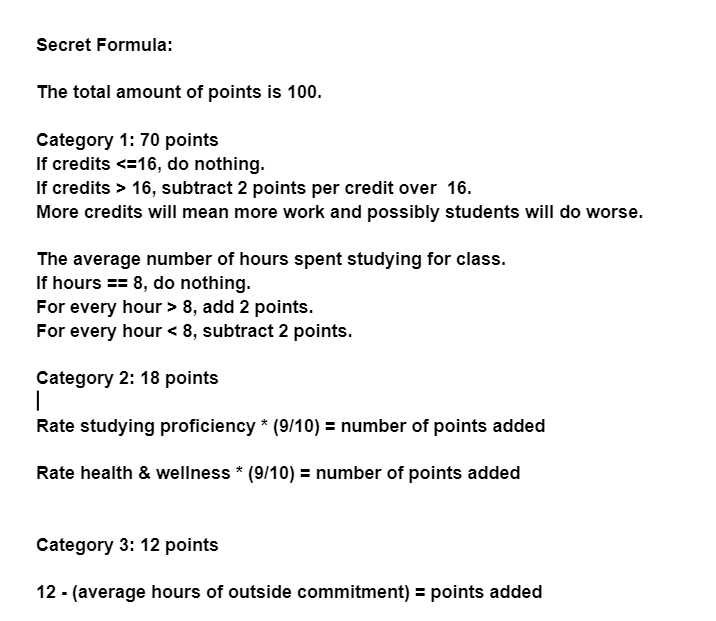 Secret Formula:
The total amount of points is 100.
Category 1: 70 points
If credits <=16, do nothing.
If credits > 16, subtract 2 points per credit over  16.
More credits will mean more work and possibly students will do worse.
The average number of hours spent studying for class.
If hours == 8, do nothing.
For every hour > 8, add 2 points.
For every hour < 8, subtract 2 points.
Category 2: 18 points
Rate studying proficiency * (9/10) = number of points added
Rate health & wellness * (9/10) = number of points added
Category 3: 12 points
12 - (average hours of outside commitment) = points added